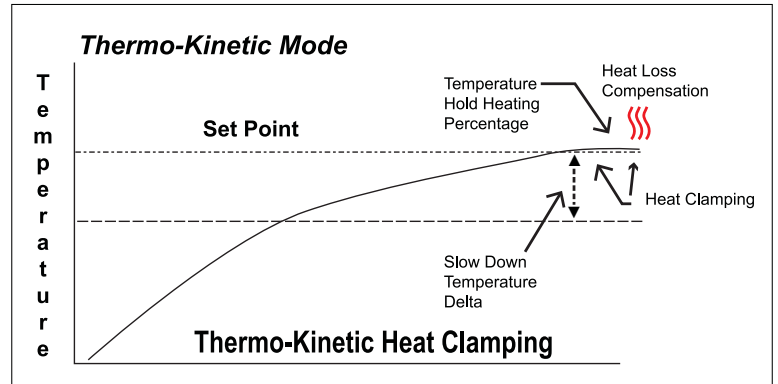 Thermo-Kinetic Mode
Temperature
Set Point
Temperature
Hold Heating
Percentage
Heat Loss
Compensation
Heat Clamping
Slow Down
Temperature
Delta
Thermo-Kinetic Heat Clamping